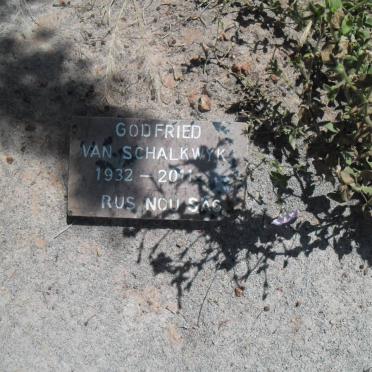 GODFRIED
VAN SCHALKWYK
1932 - 2011
RUS NOU SAG